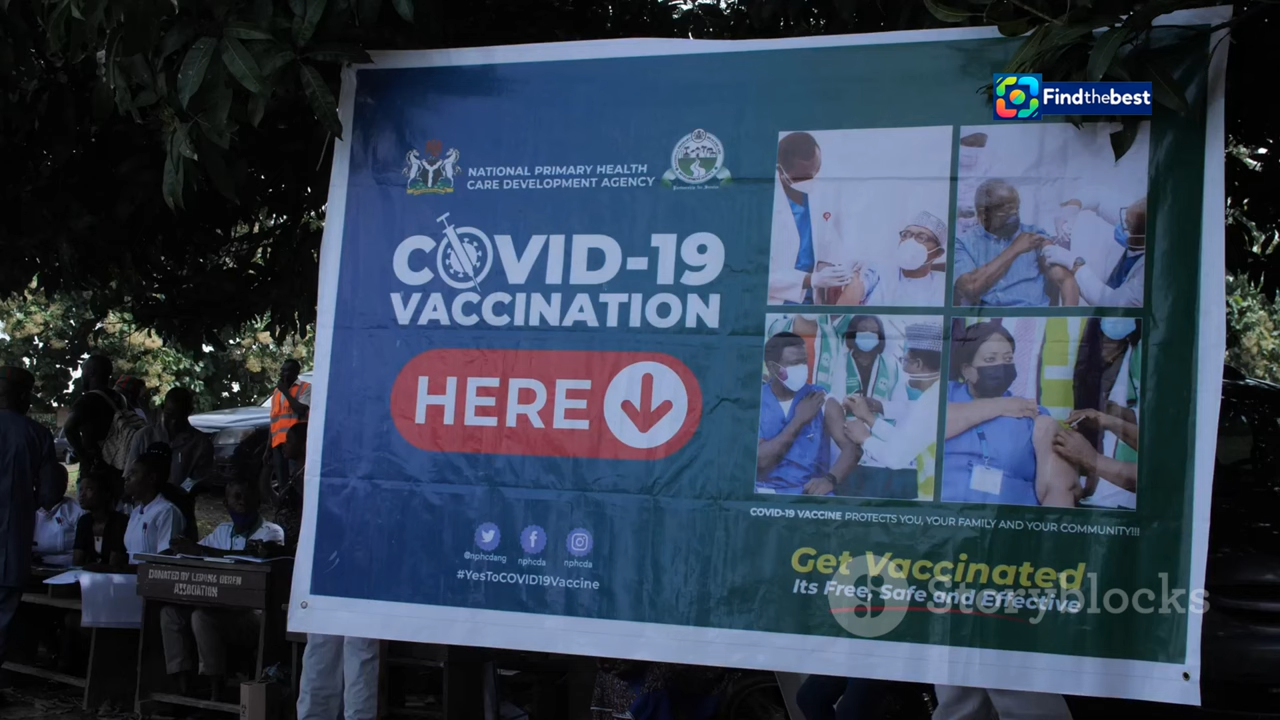 Findthebest
NATIONAL PRIMARY HEALTH
CARE DEVELOPMENT AGENCY
COVID-19
VACCINATION
HERE
COVID-19 VACCINE PROTECTS YOU, YOUR FAMILY AND YOUR COMMUNITY!!!
Get Vaccinated
Its Free, Safe and Effective
@nphcdang nphcda nphcda
#YesToCOVID19Vaccine
Storyblocks
DONATED BY
ASSOCIATION